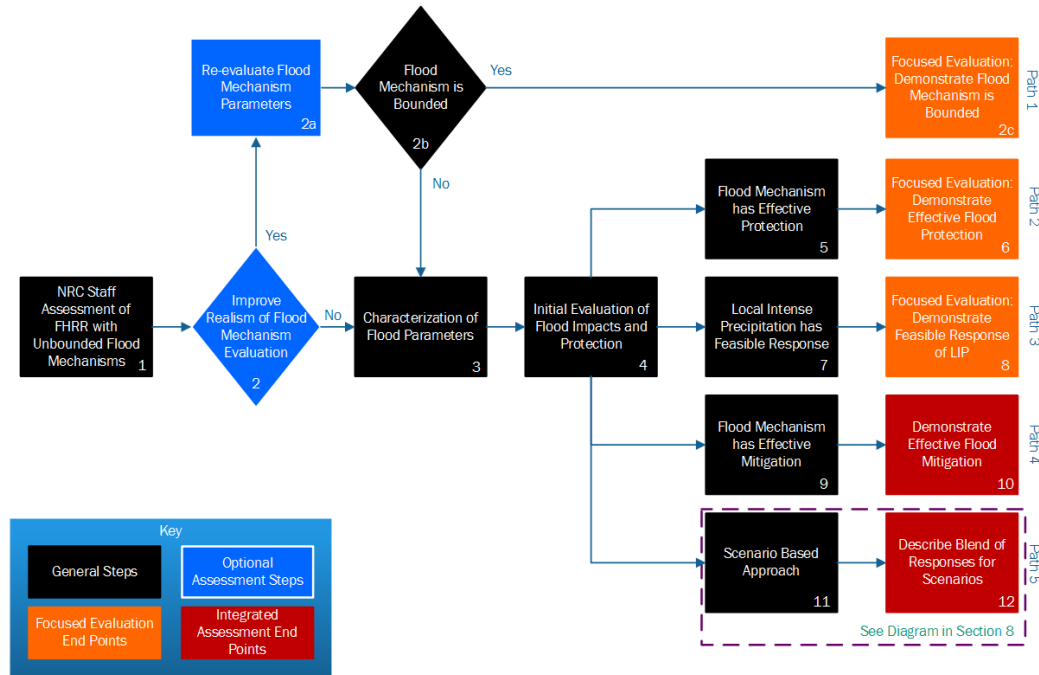 Re-evaluate Flood
Mechanism
Parameters
2a
Flood
Mechanism is
Bounded
2b
Yes
Focused Evaluation:
Demonstrate Flood
Mechanism is
Bounded
2c
Path 1
No
Yes
Flood Mechanism
has Effective
Protection
5
Focused Evaluation:
Demonstrate
Effective Flood
Protection
6
Path 2
NRC Staff
Assessment of
FHRR with
Unbounded Flood
Mechanisms
1
Improve
Realism of Flood
Mechanism
Evaluation
2
No
Characterization of
Flood Parameters
3
Initial Evaluation of
Flood Impacts and
Protection
4
Local Intense
Precipitation has
Feasible Response
7
Focused Evaluation:
Demonstrate
Feasible Response
of LIP
8
Path 3
Flood Mechanism
has Effective
Mitigation
9
Demonstrate
Effective Flood
Mitigation
10
Path 4
Scenario Based
Approach
11
Describe Blend of
Responses for
Scenarios
12
Path 5
See Diagram in Section 8
Key
General Steps
Optional
Assessment Steps
Focused Evaluation
End Points
Integrated
Assessment End
Points